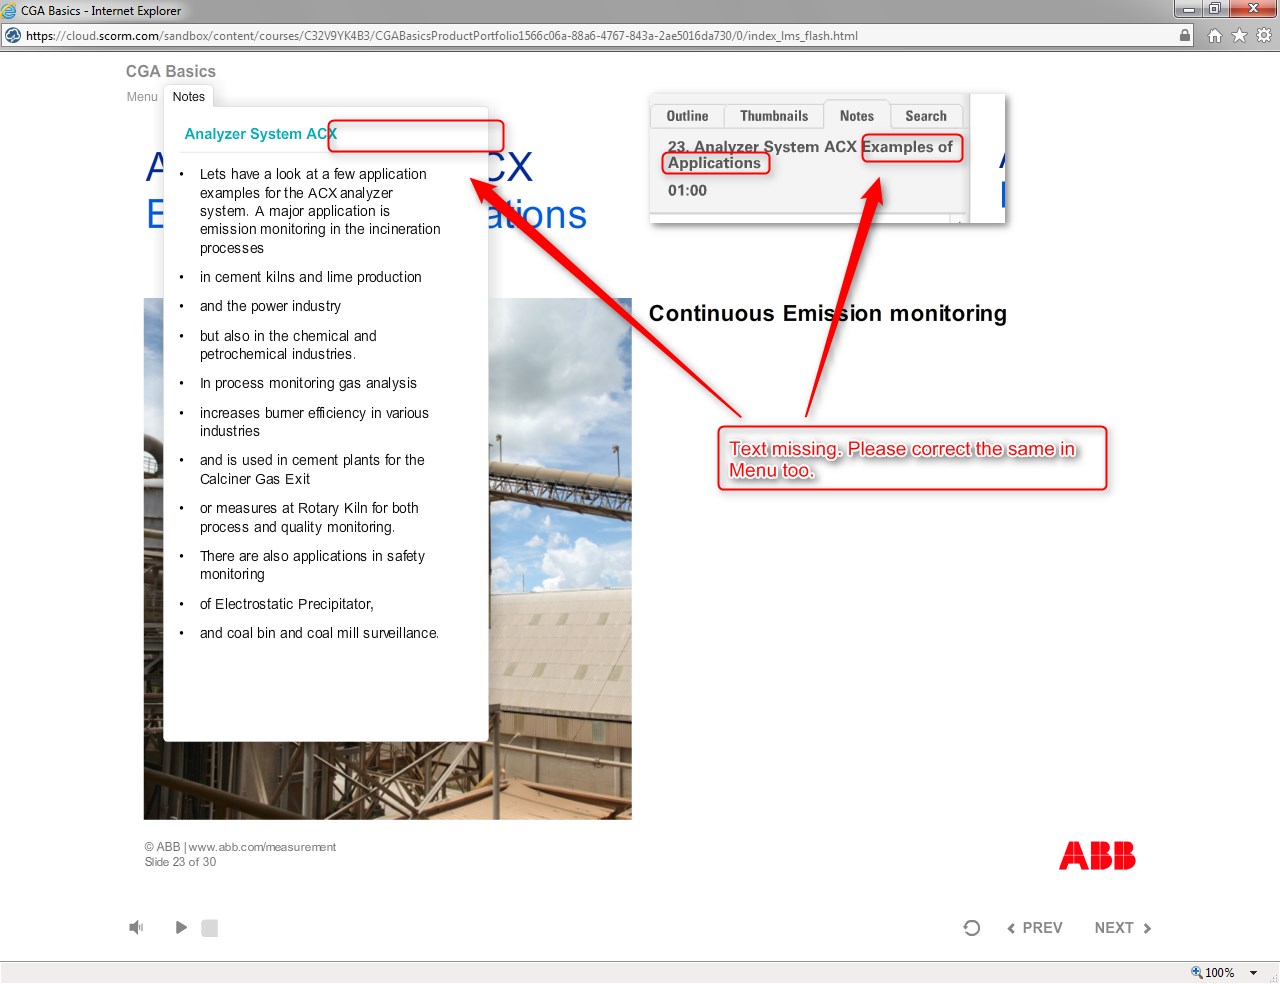 CGA Basics - Internet Explorer
https://cloud.scorm.com/sandbox/content/courses/C32V9YK4B3/CGABasicsProductPortfolio1566c06a-88a6-4767-843a-2ae5016da730/0/index_lms_flash.html
CGA Basics
Menu Notes
Analyzer System ACX
• Lets have a look at a few application
examples for the ACX analyzer
system. A major application is
emission monitoring in the incineration
processes
• in cement kilns and lime production
• and the power industry
• but also in the chemical and
petrochemical industries.
• In process monitoring gas analysis
• increases burner efficiency in various
industries
• and is used in cement plants for the
Calciner Gas Exit
• or measures at Rotary Kiln for both
process and quality monitoring.
• There are also applications in safety
monitoring
• of Electrostatic Precipitator,
• and coal bin and coal mill surveillance.
Outline Thumbnails Notes Search
23. Analyzer System ACX Examples of
Applications
01:00
Continuous Emission monitoring
Text missing. Please correct the same in
Menu too.
© ABB | www.abb.com/measurement
Slide 23 of 30
ABB
PREV NEXT
100%